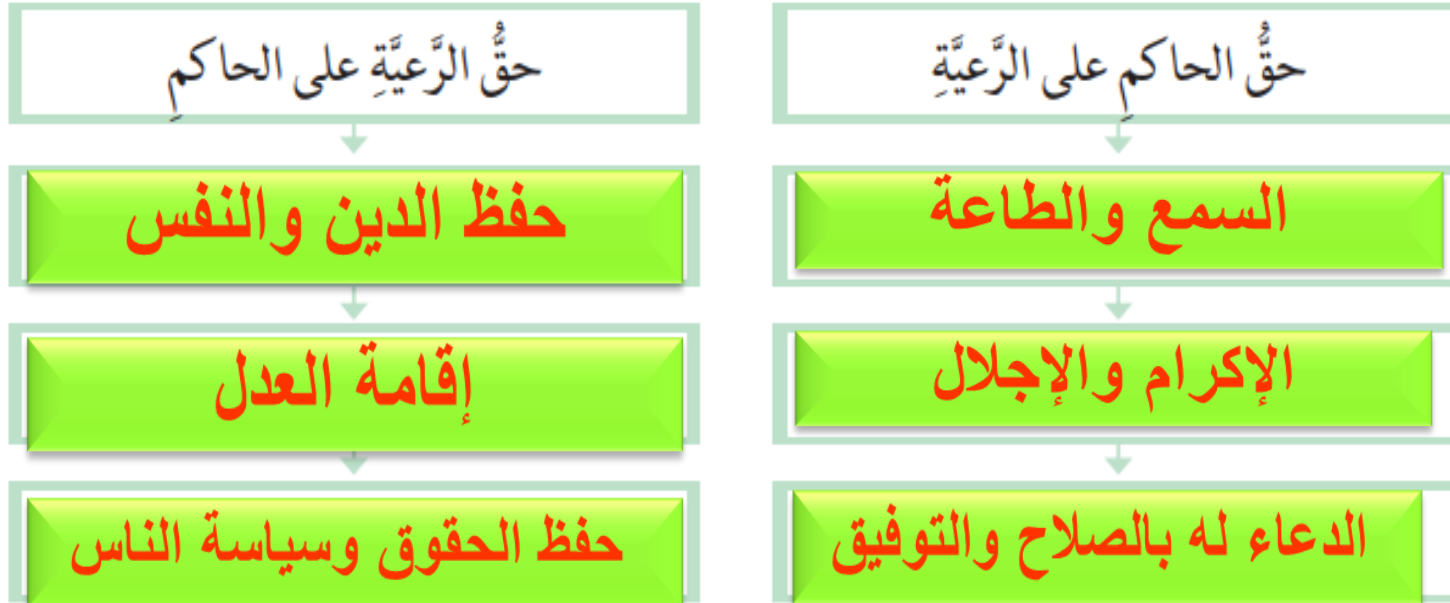 حقُّ الحاكمِ على الرَّعيَّةِ
السمع والطاعة
الإكرام والإجلال
الدعاء له بالصلاح والتوفيق
حقُّ الرَّعيَّةِ على الحاكمِ
حفظ الدين والنفس
إقامة العدل
حفظ الحقوق وسياسة الناس